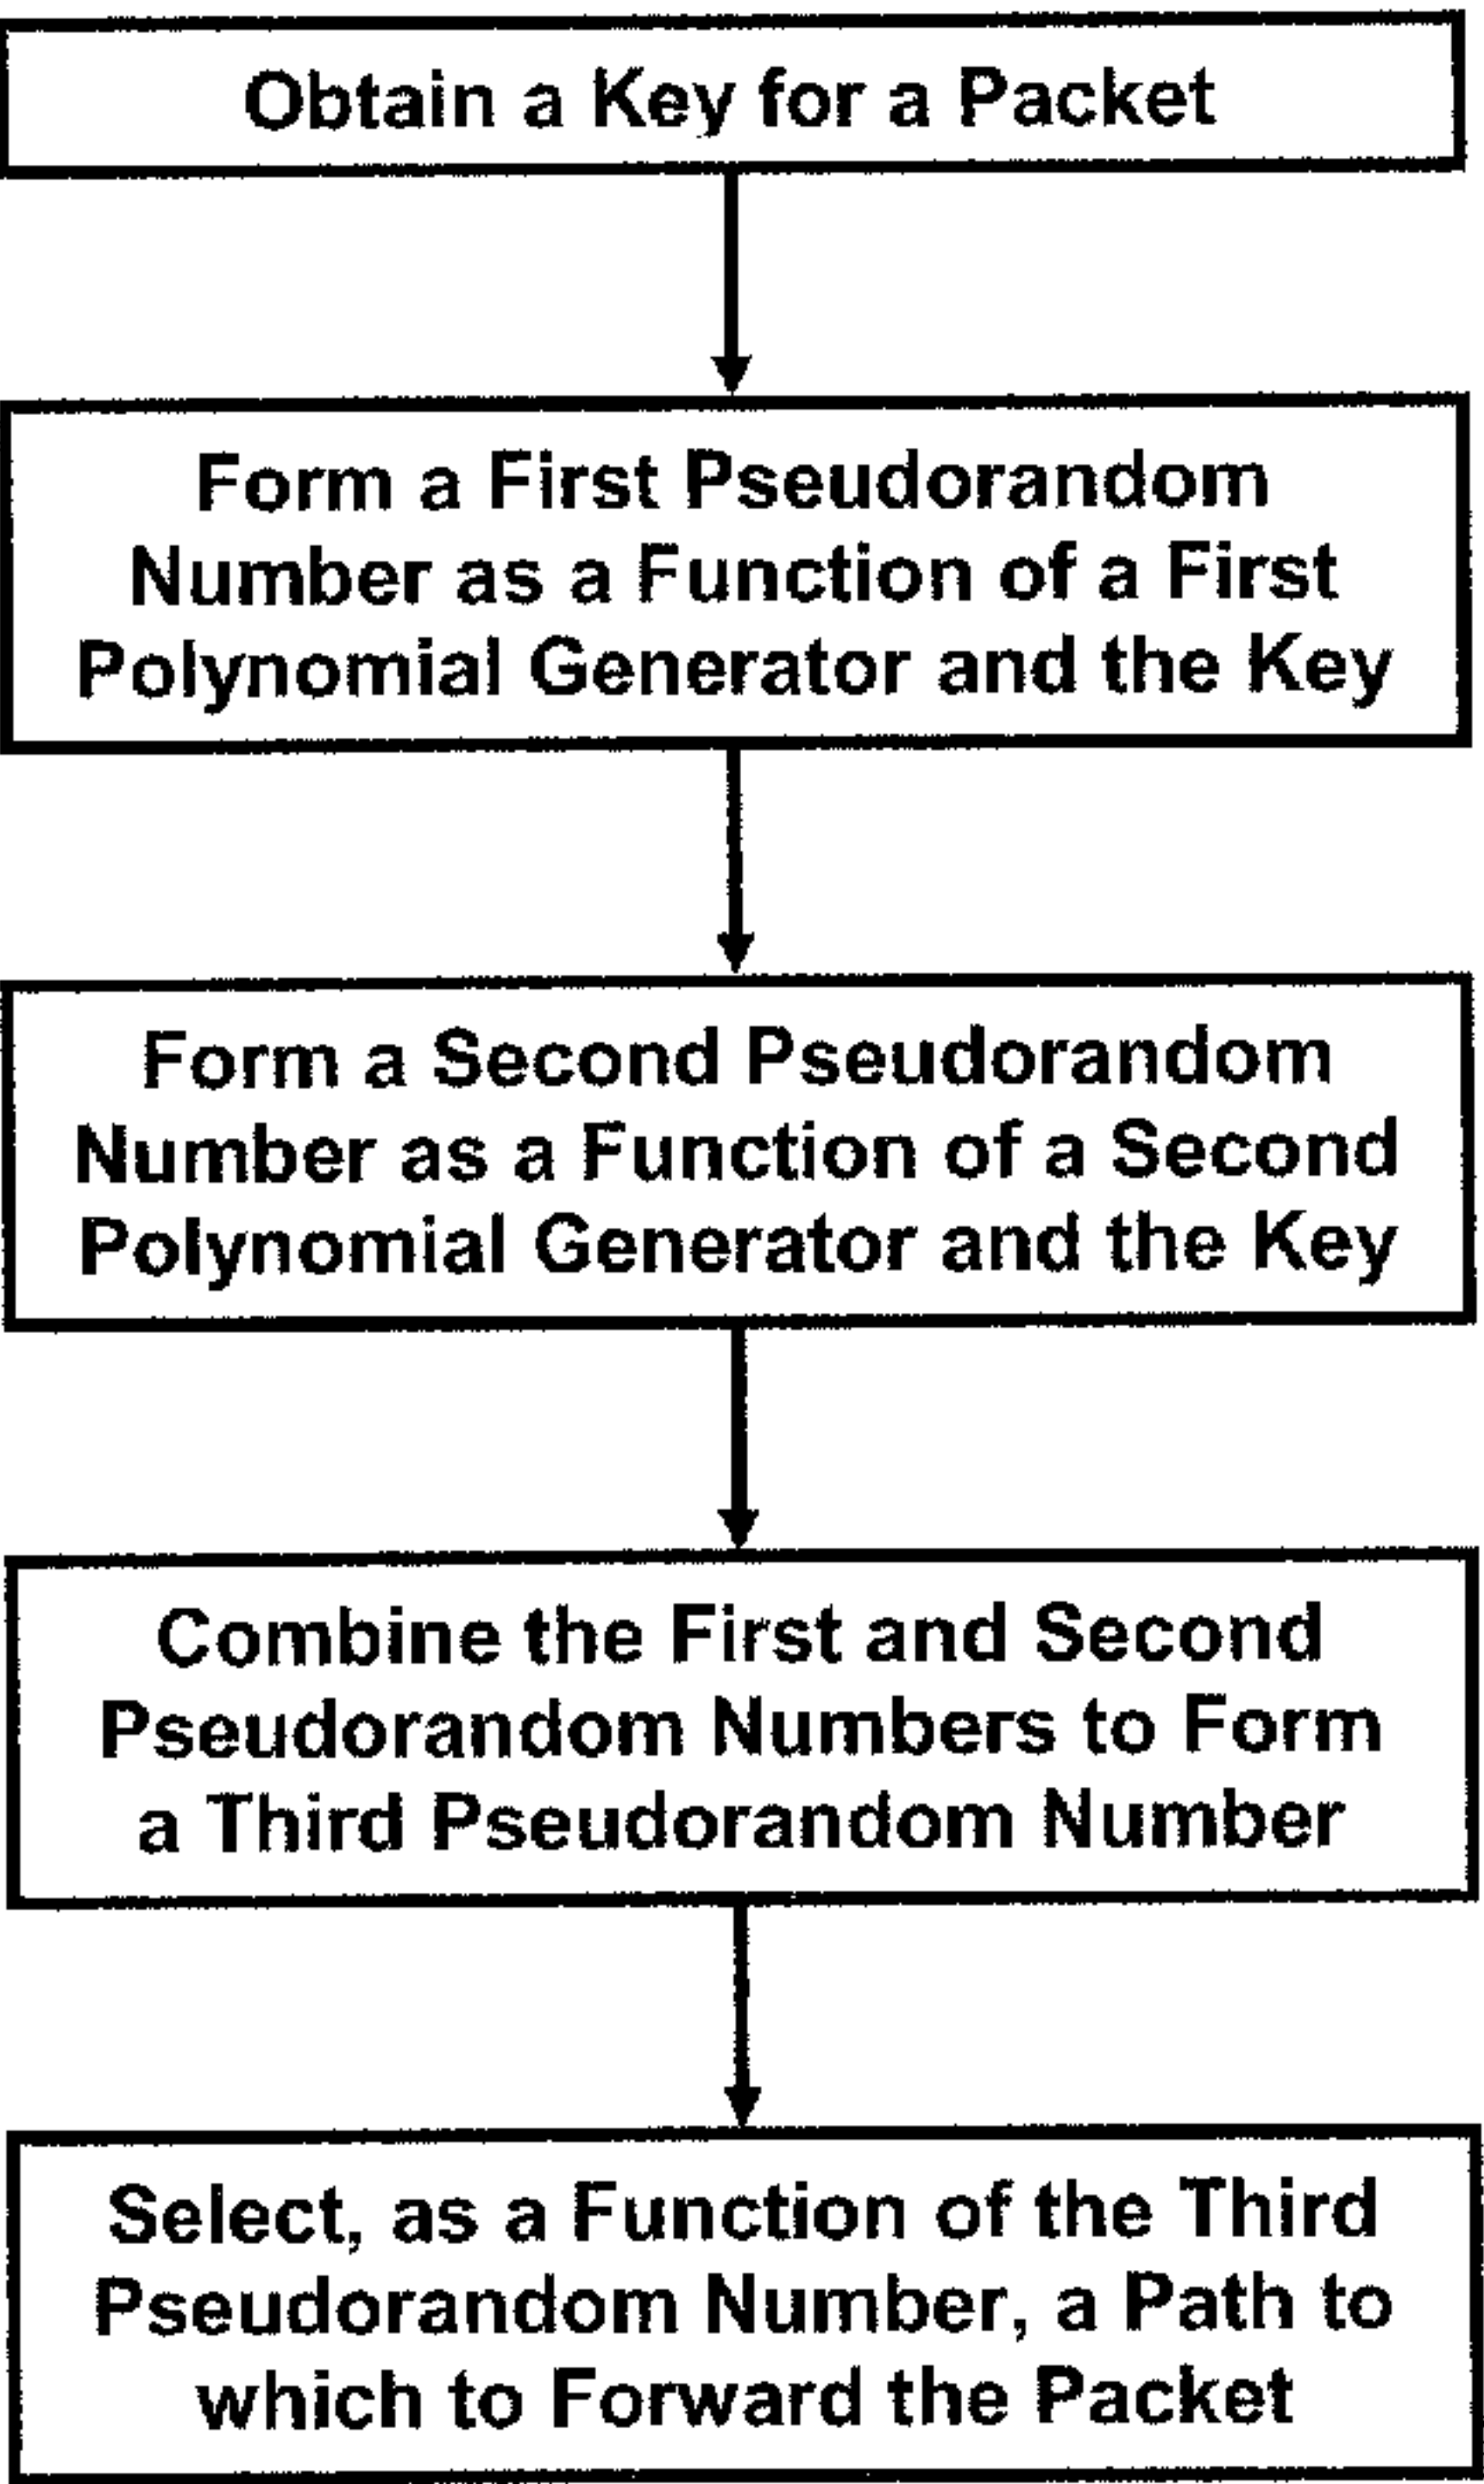 Obtain a Key for a Packet
Form a First Pseudorandom
Number as a Function of a First
Polynomial Generator and the Key
Form a Second Pseudorandom
Number as a Function of a Second
Polynomial Generator and the Key
Combine the First and Second
Pseudorandom Numbers to Form
a Third Pseudorandom Number
Select, as a Function of the Third
Pseudorandom Number, a Path to
which to Forward the Packet